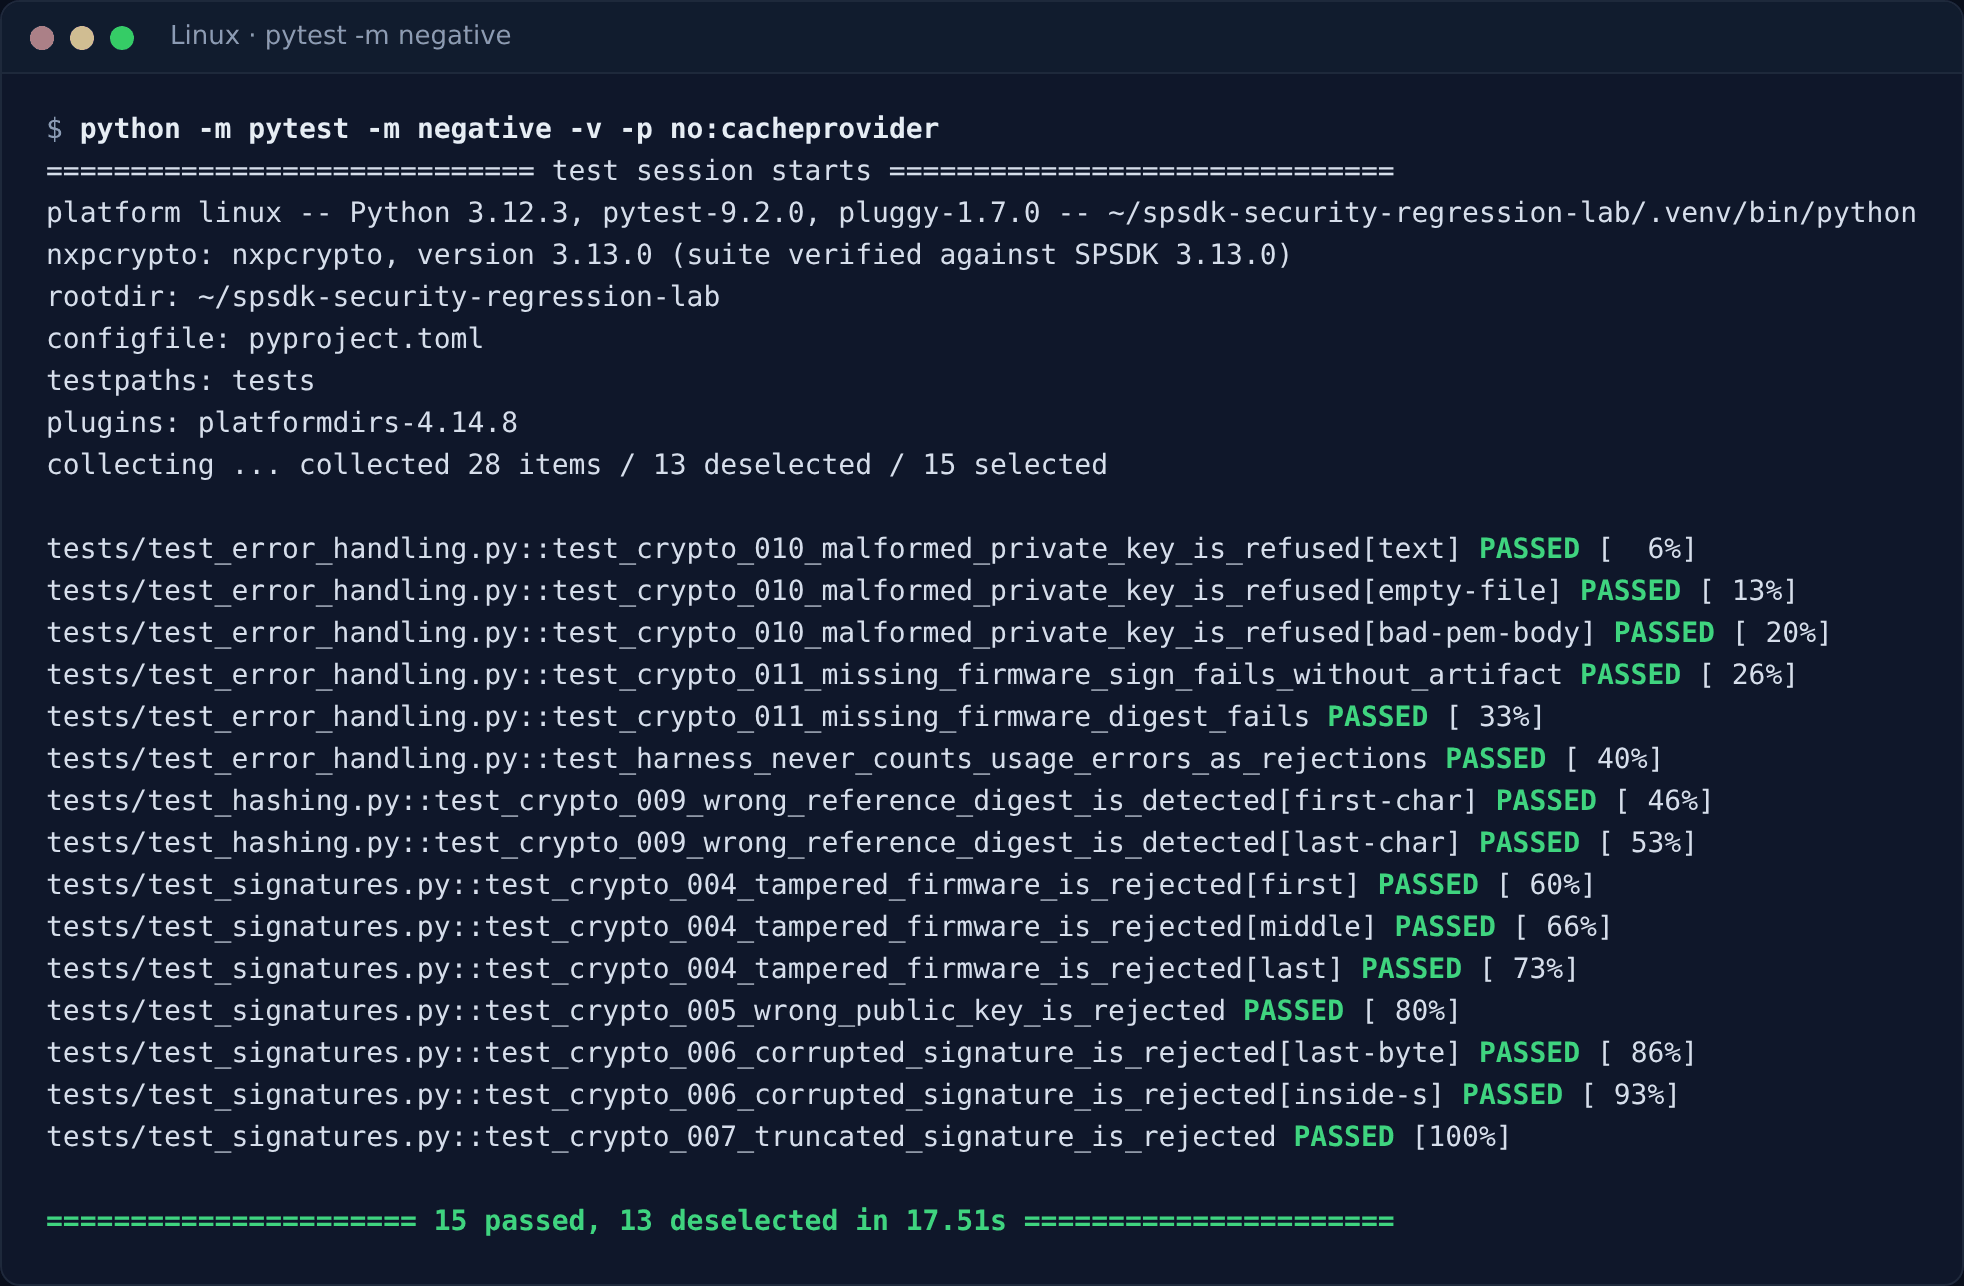 Linux · pytest -m negative
$ python -m pytest -m negative -v -p no:cacheprovider
============================= test session starts ==============================
platform linux -- Python 3.12.3, pytest-9.2.0, pluggy-1.7.0 -- ~/spsdk-security-regression-lab/.venv/bin/python
nxpcrypto: nxpcrypto, version 3.13.0 (suite verified against SPSDK 3.13.0)
rootdir: ~/spsdk-security-regression-lab
configfile: pyproject.toml
testpaths: tests
plugins: platformdirs-4.14.8
collecting ... collected 28 items / 13 deselected / 15 selected
tests/test_error_handling.py::test_crypto_010_malformed_private_key_is_refused[text] PASSED [  6%]
tests/test_error_handling.py::test_crypto_010_malformed_private_key_is_refused[empty-file] PASSED [ 13%]
tests/test_error_handling.py::test_crypto_010_malformed_private_key_is_refused[bad-pem-body] PASSED [ 20%]
tests/test_error_handling.py::test_crypto_011_missing_firmware_sign_fails_without_artifact PASSED [ 26%]
tests/test_error_handling.py::test_crypto_011_missing_firmware_digest_fails PASSED [ 33%]
tests/test_error_handling.py::test_harness_never_counts_usage_errors_as_rejections PASSED [ 40%]
tests/test_hashing.py::test_crypto_009_wrong_reference_digest_is_detected[first-char] PASSED [ 46%]
tests/test_hashing.py::test_crypto_009_wrong_reference_digest_is_detected[last-char] PASSED [ 53%]
tests/test_signatures.py::test_crypto_004_tampered_firmware_is_rejected[first] PASSED [ 60%]
tests/test_signatures.py::test_crypto_004_tampered_firmware_is_rejected[middle] PASSED [ 66%]
tests/test_signatures.py::test_crypto_004_tampered_firmware_is_rejected[last] PASSED [ 73%]
tests/test_signatures.py::test_crypto_005_wrong_public_key_is_rejected PASSED [ 80%]
tests/test_signatures.py::test_crypto_006_corrupted_signature_is_rejected[last-byte] PASSED [ 86%]
tests/test_signatures.py::test_crypto_006_corrupted_signature_is_rejected[inside-s] PASSED [ 93%]
tests/test_signatures.py::test_crypto_007_truncated_signature_is_rejected PASSED [100%]
====================== 15 passed, 13 deselected in 17.51s ======================